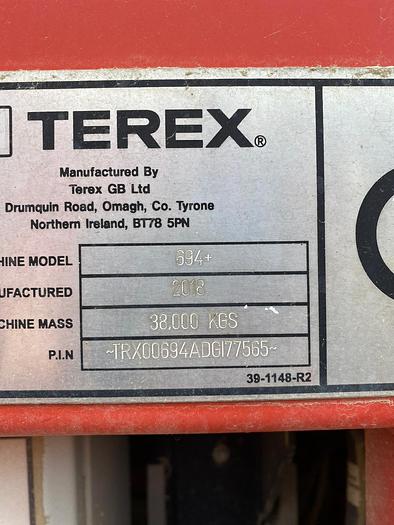 TEREX®
Manufactured By
Terex GB Ltd
Drumquin Road, Omagh, Co. Tyrone
Northern Ireland, BT78 5PN
HINE MODEL 694+
UFACTURED 2018
CHINE MASS 38,000 KGS
P.I.N ~TRX00694ADGI77565~
39-1148-R2